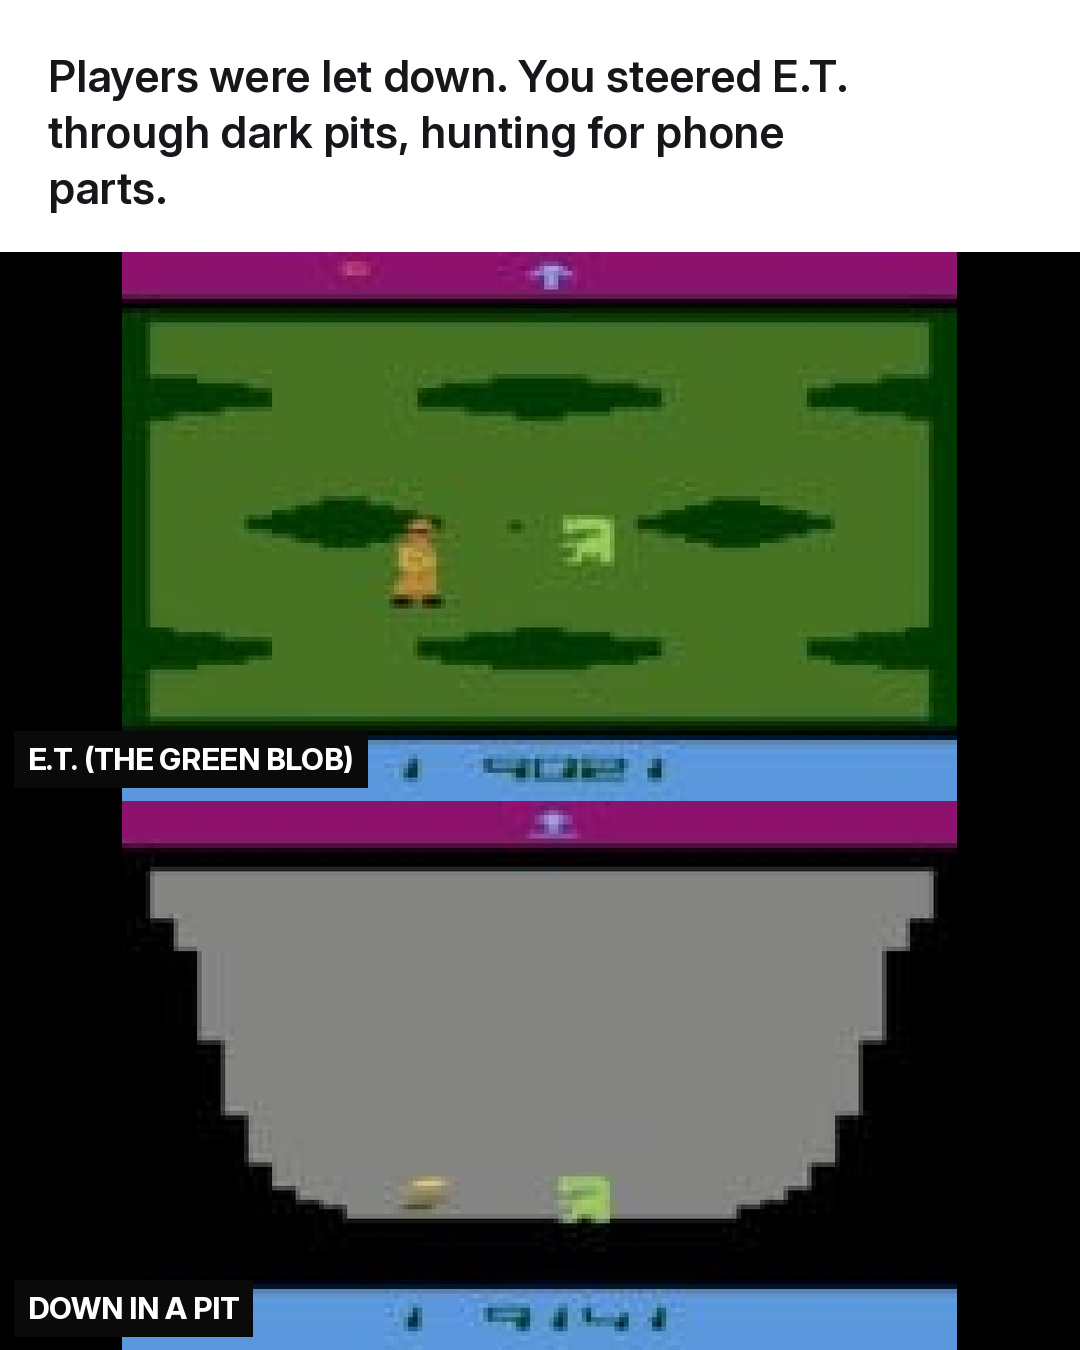 Players were let down. You steered E.T.
through dark pits, hunting for phone
parts.
E.T. (THE GREEN BLOB)
DOWN IN A PIT